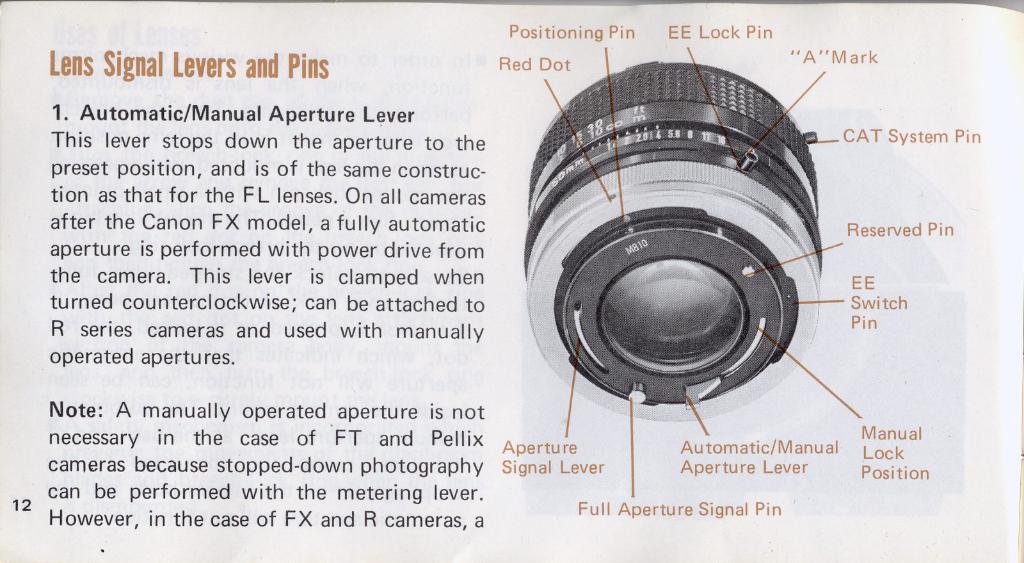 Lens Signal Levers and Pins
1. Automatic/Manual Aperture Lever
This lever stops down the aperture to the
preset position, and is of the same construc-
tion as that for the FL lenses. On all cameras
after the Canon FX model, a fully automatic
aperture is performed with power drive from
the camera. This lever is clamped when
turned counterclockwise; can be attached to
R series cameras and used with manually
operated apertures.
Note: A manually operated aperture is not
necessary in the case of FT and Pellix
cameras because stopped-down photography
can be performed with the metering lever.
However, in the case of FX and R cameras, a
12
Positioning Pin
EE Lock Pin
Red Dot
"A" Mark
CAT System Pin
Reserved Pin
EE
Switch
Pin
Manual
Lock
Position
Automatic/Manual
Aperture Lever
Aperture
Signal Lever
Full Aperture Signal Pin
M810
ft
m